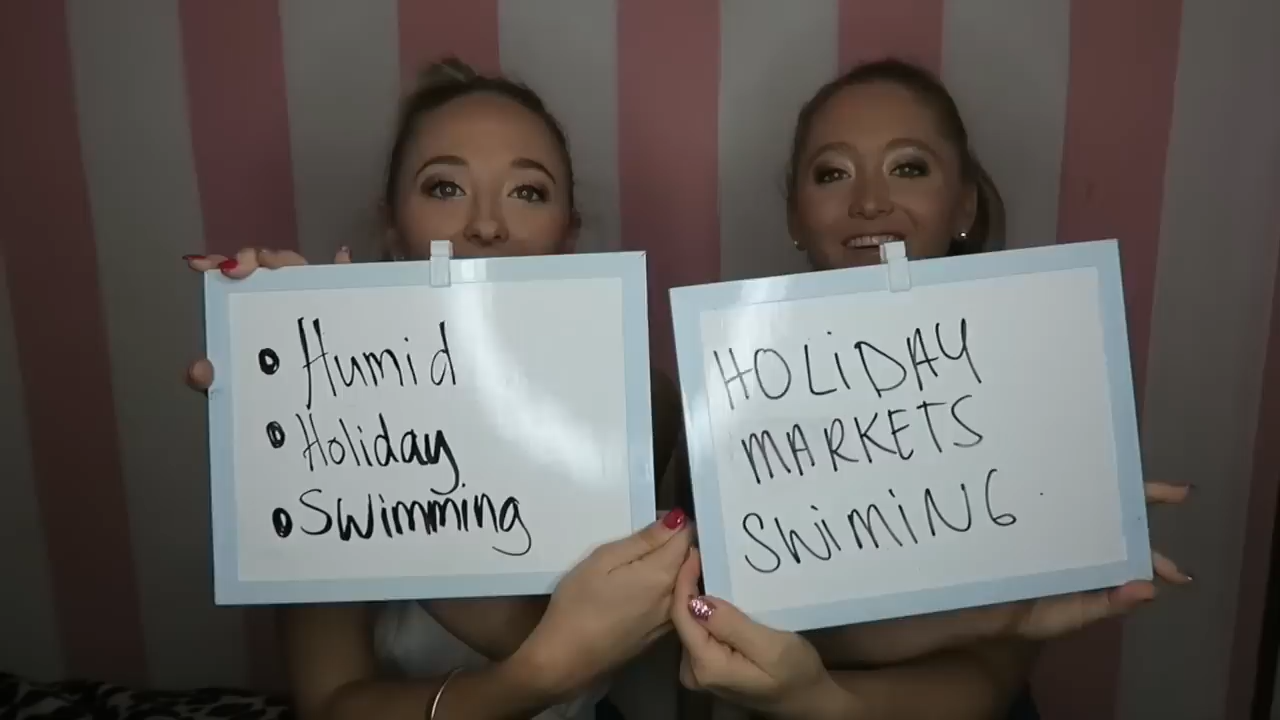 • Humid
• Holiday
• Swimming
HOLiDAY
MARKETS
SWiMiNG.